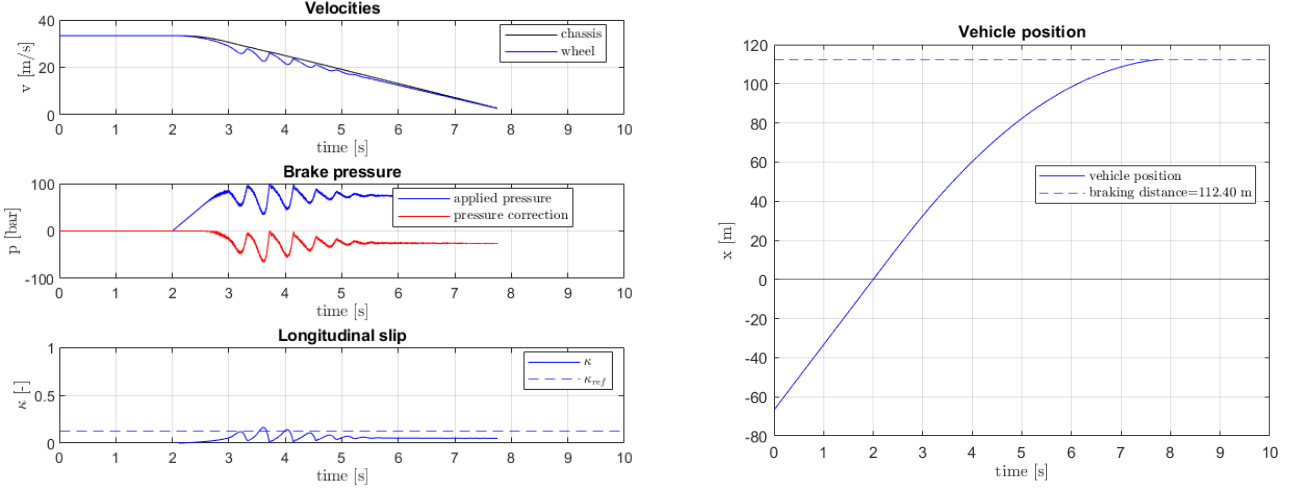 Velocities
40
20
0
v [m/s]
chassis
wheel
0 1 2 3 4 5 6 7 8 9 10
time [s]
Brake pressure
100
0
-100
p [bar]
applied pressure
pressure correction
0 1 2 3 4 5 6 7 8 9 10
time [s]
Longitudinal slip
1
0.5
0
κ [-]
κ
κref
0 1 2 3 4 5 6 7 8 9 10
time [s]
Vehicle position
120
100
80
60
40
20
0
-20
-40
-60
-80
x [m]
vehicle position
braking distance=112.40 m
0 1 2 3 4 5 6 7 8 9 10
time [s]